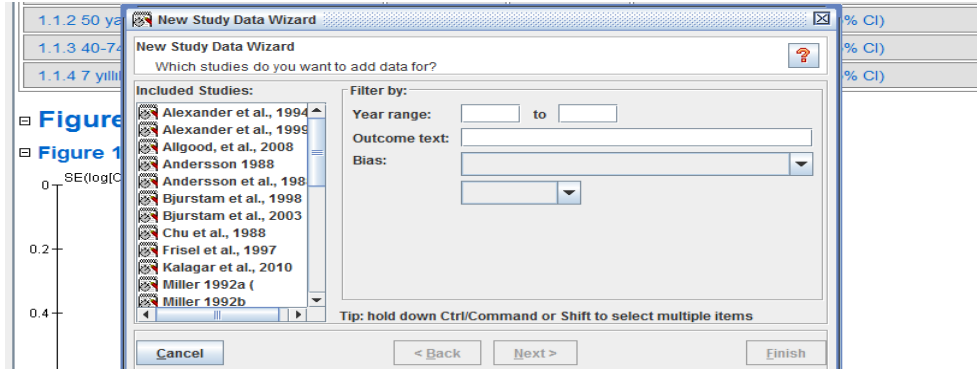 1.1.2 50 ya
% CI)
1.1.3 40-74
% CI)
1.1.4 7 yıllıl
% CI)
Figure
Figure 1
SE(log[O
0
0.2
0.4
New Study Data Wizard
New Study Data Wizard
Which studies do you want to add data for?
?
Included Studies:
Alexander et al., 1994
Alexander et al., 1999
Allgood, et al., 2008
Andersson 1988
Andersson et al., 198
Bjurstam et al., 1998
Bjurstam et al., 2003
Chu et al., 1988
Frisel et al., 1997
Kalagar et al., 2010
Miller 1992a (
Miller 1992b
Filter by:
Year range: to
Outcome text:
Bias:
Tip: hold down Ctrl/Command or Shift to select multiple items
Cancel
< Back
Next >
Finish